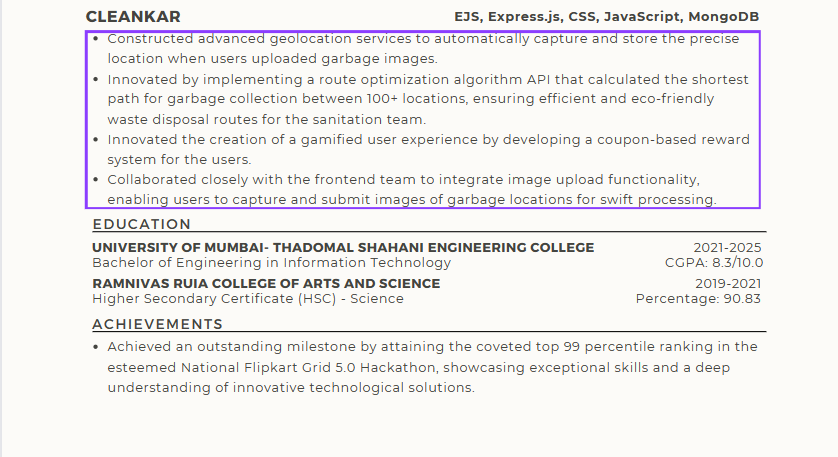 CLEANKAR EJS, Express.js, CSS, JavaScript, MongoDB
• Constructed advanced geolocation services to automatically capture and store the precise
location when users uploaded garbage images.
• Innovated by implementing a route optimization algorithm API that calculated the shortest
path for garbage collection between 100+ locations, ensuring efficient and eco-friendly
waste disposal routes for the sanitation team.
• Innovated the creation of a gamified user experience by developing a coupon-based reward
system for the users.
• Collaborated closely with the frontend team to integrate image upload functionality,
enabling users to capture and submit images of garbage locations for swift processing.
EDUCATION
UNIVERSITY OF MUMBAI- THADOMAL SHAHANI ENGINEERING COLLEGE 2021-2025
Bachelor of Engineering in Information Technology CGPA: 8.3/10.0
RAMNIVAS RUIA COLLEGE OF ARTS AND SCIENCE 2019-2021
Higher Secondary Certificate (HSC) - Science Percentage: 90.83
ACHIEVEMENTS
• Achieved an outstanding milestone by attaining the coveted top 99 percentile ranking in the
esteemed National Flipkart Grid 5.0 Hackathon, showcasing exceptional skills and a deep
understanding of innovative technological solutions.